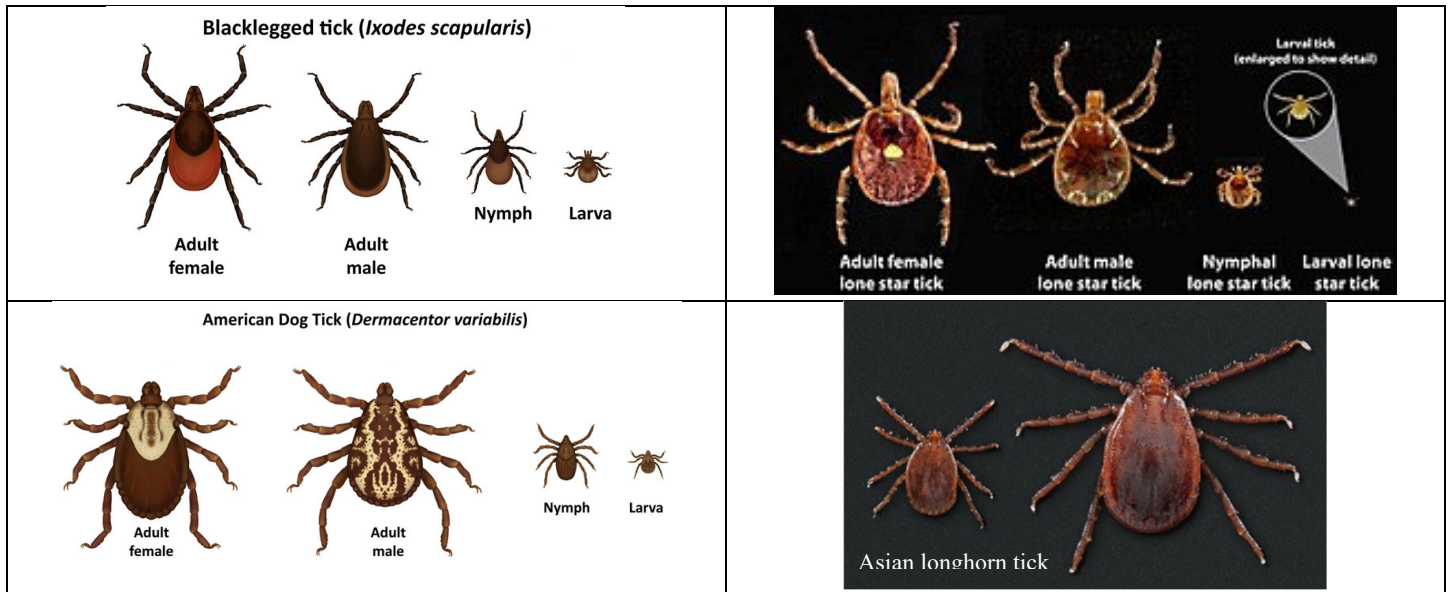 Blacklegged tick (Ixodes scapularis)
Adult
female
Adult
male
Nymph
Larva
Larval tick
(enlarged to show detail)
Adult female
lone star tick
Adult male
lone star tick
Nymphal
lone star tick
Larval lone
star tick
American Dog Tick (Dermacentor variabilis)
Adult
female
Adult
male
Nymph
Larva
Asian longhorn tick